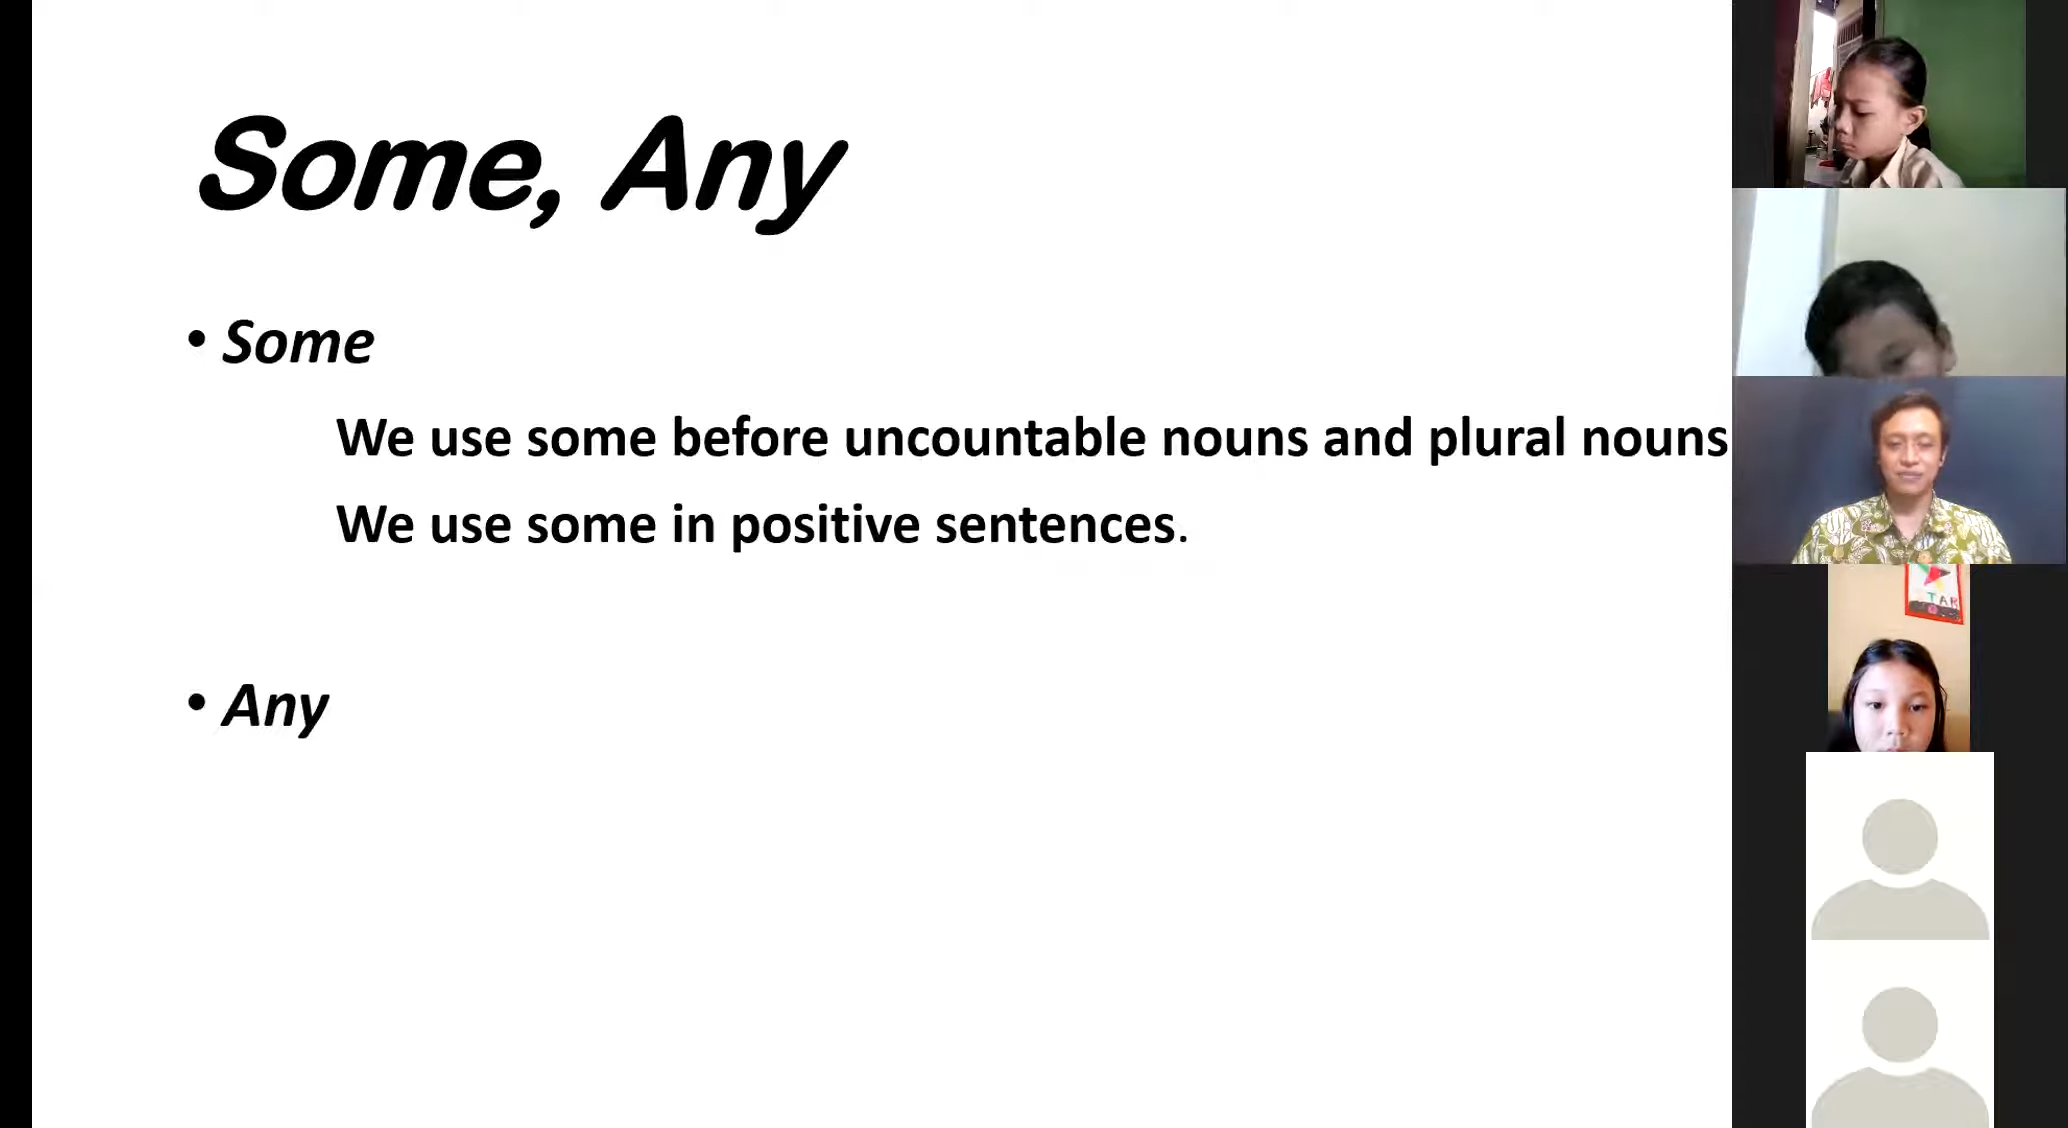 Some, Any
• Some
We use some before uncountable nouns and plural nouns
We use some in positive sentences.
• Any
TAR